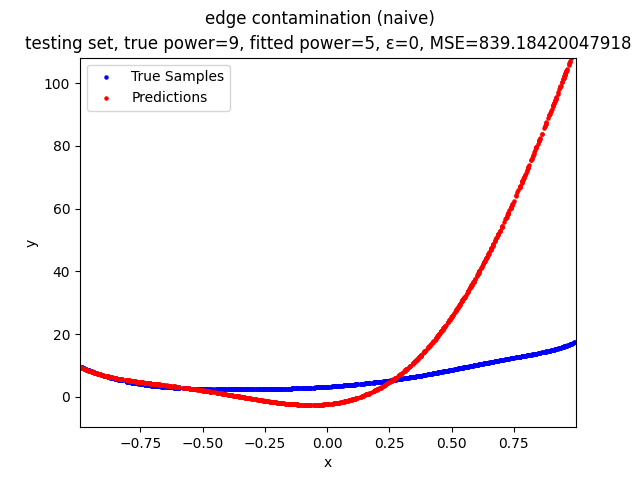 edge contamination (naive)
testing set, true power=9, fitted power=5, ε=0, MSE=839.18420047918
True Samples
Predictions
100
80
60
40
20
0
y
−0.75
−0.50
−0.25
0.00
0.25
0.50
0.75
x